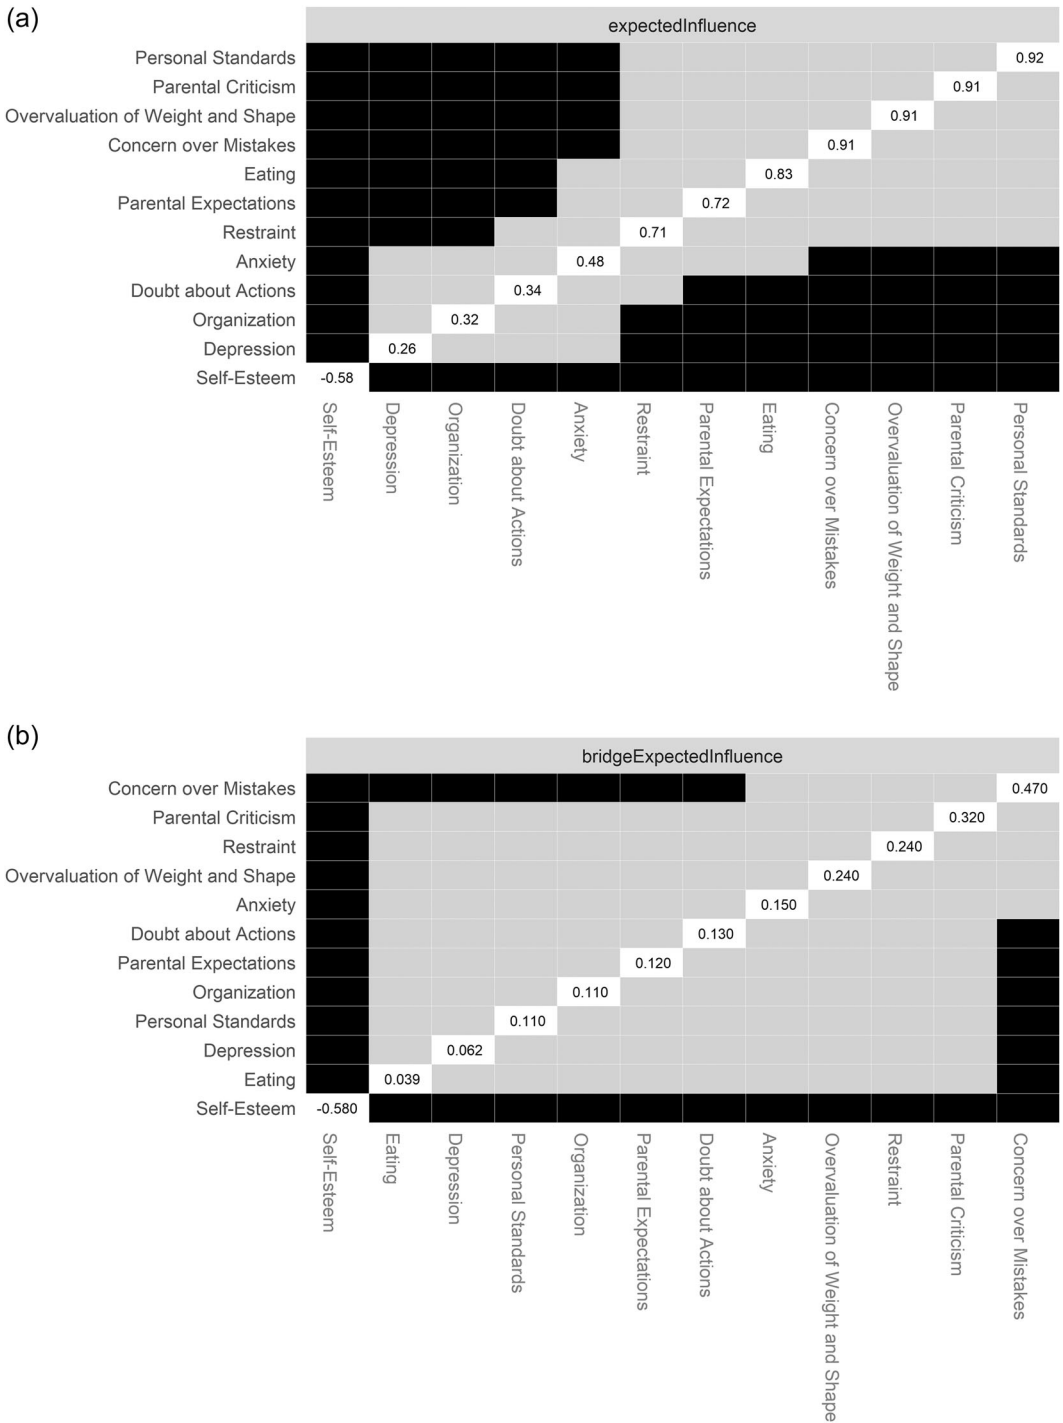 (a)
expectedInfluence
Personal Standards 0.92
Parental Criticism 0.91
Overvaluation of Weight and Shape 0.91
Concern over Mistakes 0.91
Eating 0.83
Parental Expectations 0.72
Restraint 0.71
Anxiety 0.48
Doubt about Actions 0.34
Organization 0.32
Depression 0.26
Self-Esteem -0.58
Self-Esteem
Depression
Organization
Doubt about Actions
Anxiety
Restraint
Parental Expectations
Eating
Concern over Mistakes
Overvaluation of Weight and Shape
Parental Criticism
Personal Standards
(b)
bridgeExpectedInfluence
Concern over Mistakes 0.470
Parental Criticism 0.320
Restraint 0.240
Overvaluation of Weight and Shape 0.240
Anxiety 0.150
Doubt about Actions 0.130
Parental Expectations 0.120
Organization 0.110
Personal Standards 0.110
Depression 0.062
Eating 0.039
Self-Esteem -0.580
Self-Esteem
Eating
Depression
Personal Standards
Organization
Parental Expectations
Doubt about Actions
Anxiety
Overvaluation of Weight and Shape
Restraint
Parental Criticism
Concern over Mistakes